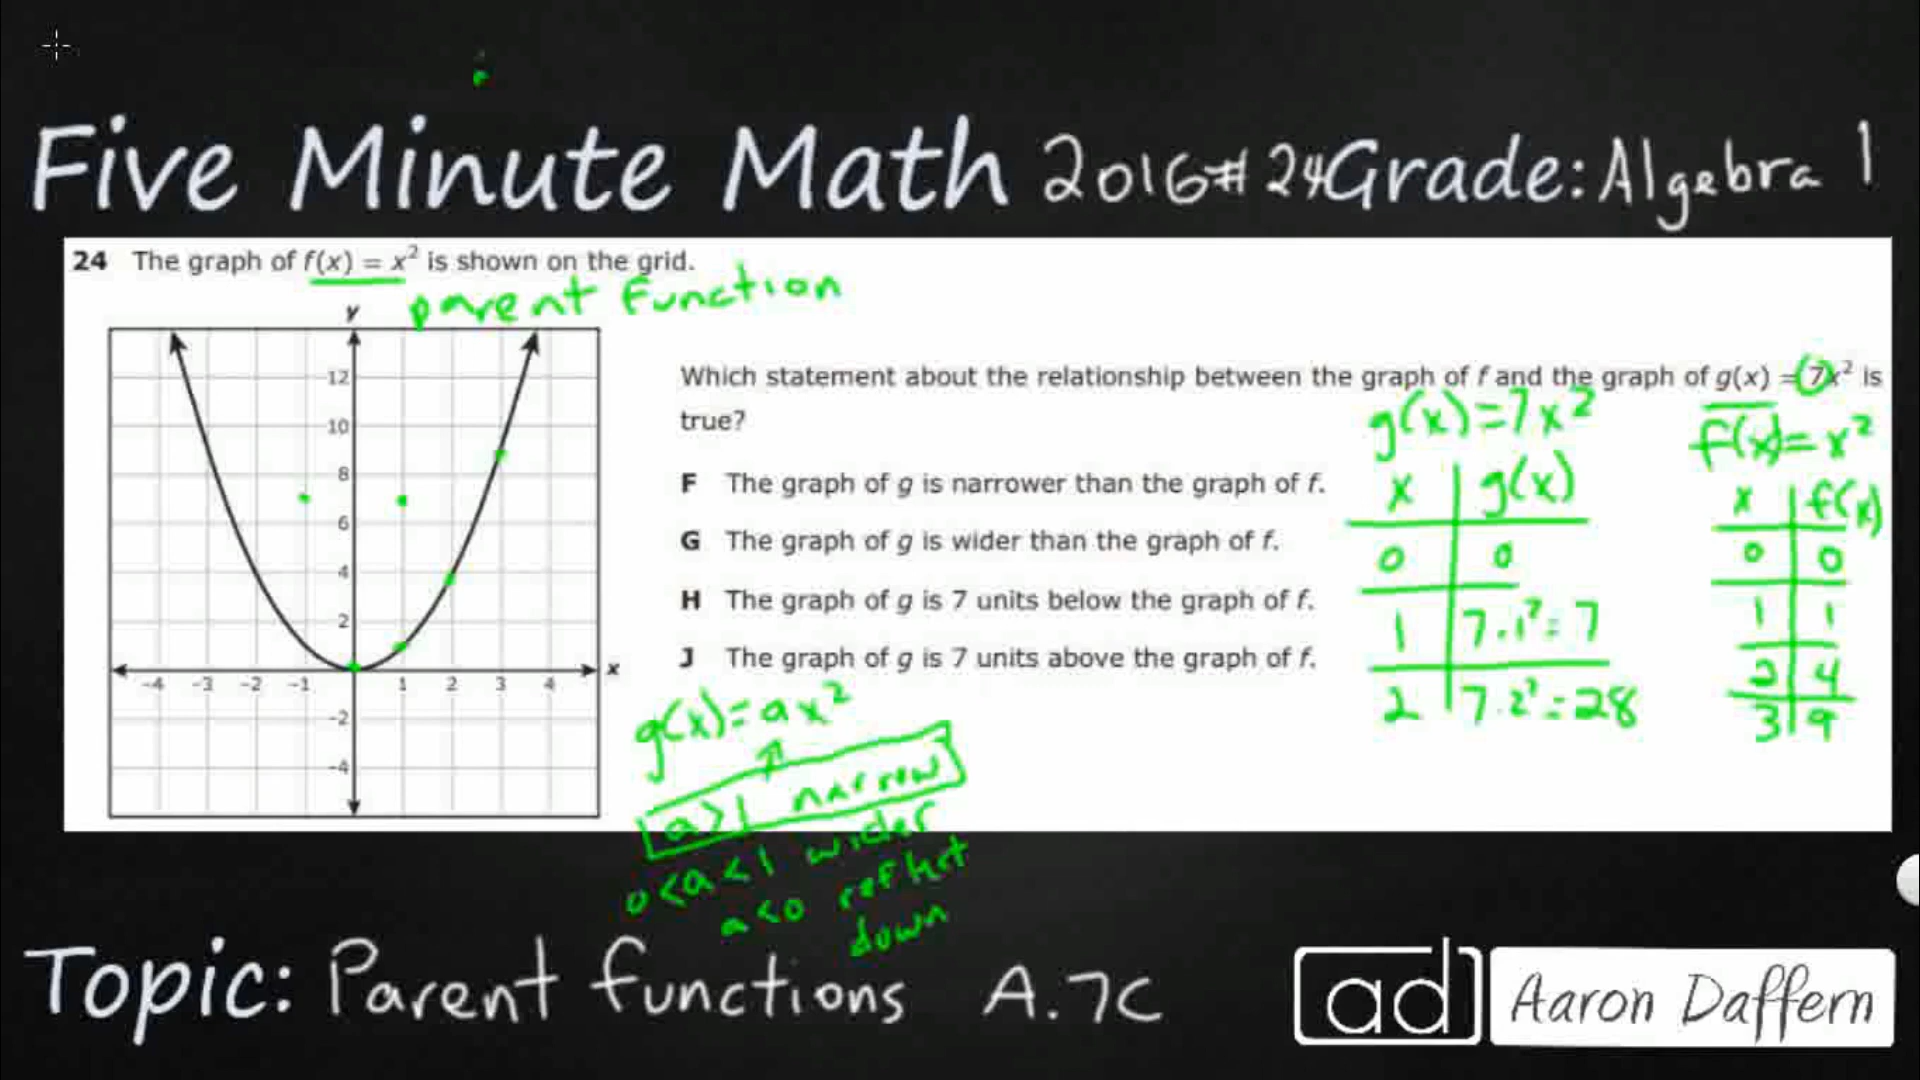 Five Minute Math 2016#24 Grade: Algebra 1
24 The graph of f(x) = x² is shown on the grid.
parent function
y
12
10
8
6
4
2
-4 -3 -2 -1 1 2 3 4 x
-2
-4
Which statement about the relationship between the graph of f and the graph of g(x) = 7x² is
true?
F The graph of g is narrower than the graph of f.
G The graph of g is wider than the graph of f.
H The graph of g is 7 units below the graph of f.
J The graph of g is 7 units above the graph of f.
g(x)=7x²
x g(x)
0 0
1 7·1²=7
2 7·2²=28
f(x)=x²
x f(x)
0 0
1 1
2 4
3 9
g(x)=ax²
a>1 narrow
0<a<1 wider
a<0 reflect
down
Topic: Parent functions A.7C
ad Aaron Daffern